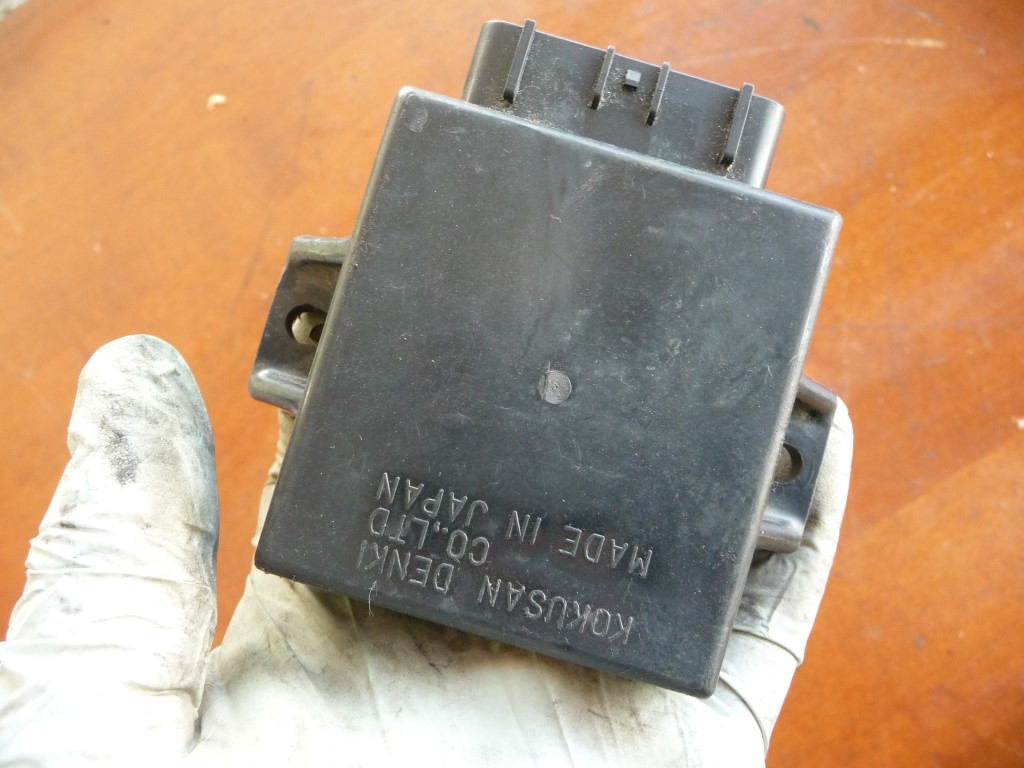 KOKUSAN DENKI
CO.,LTD
MADE IN JAPAN